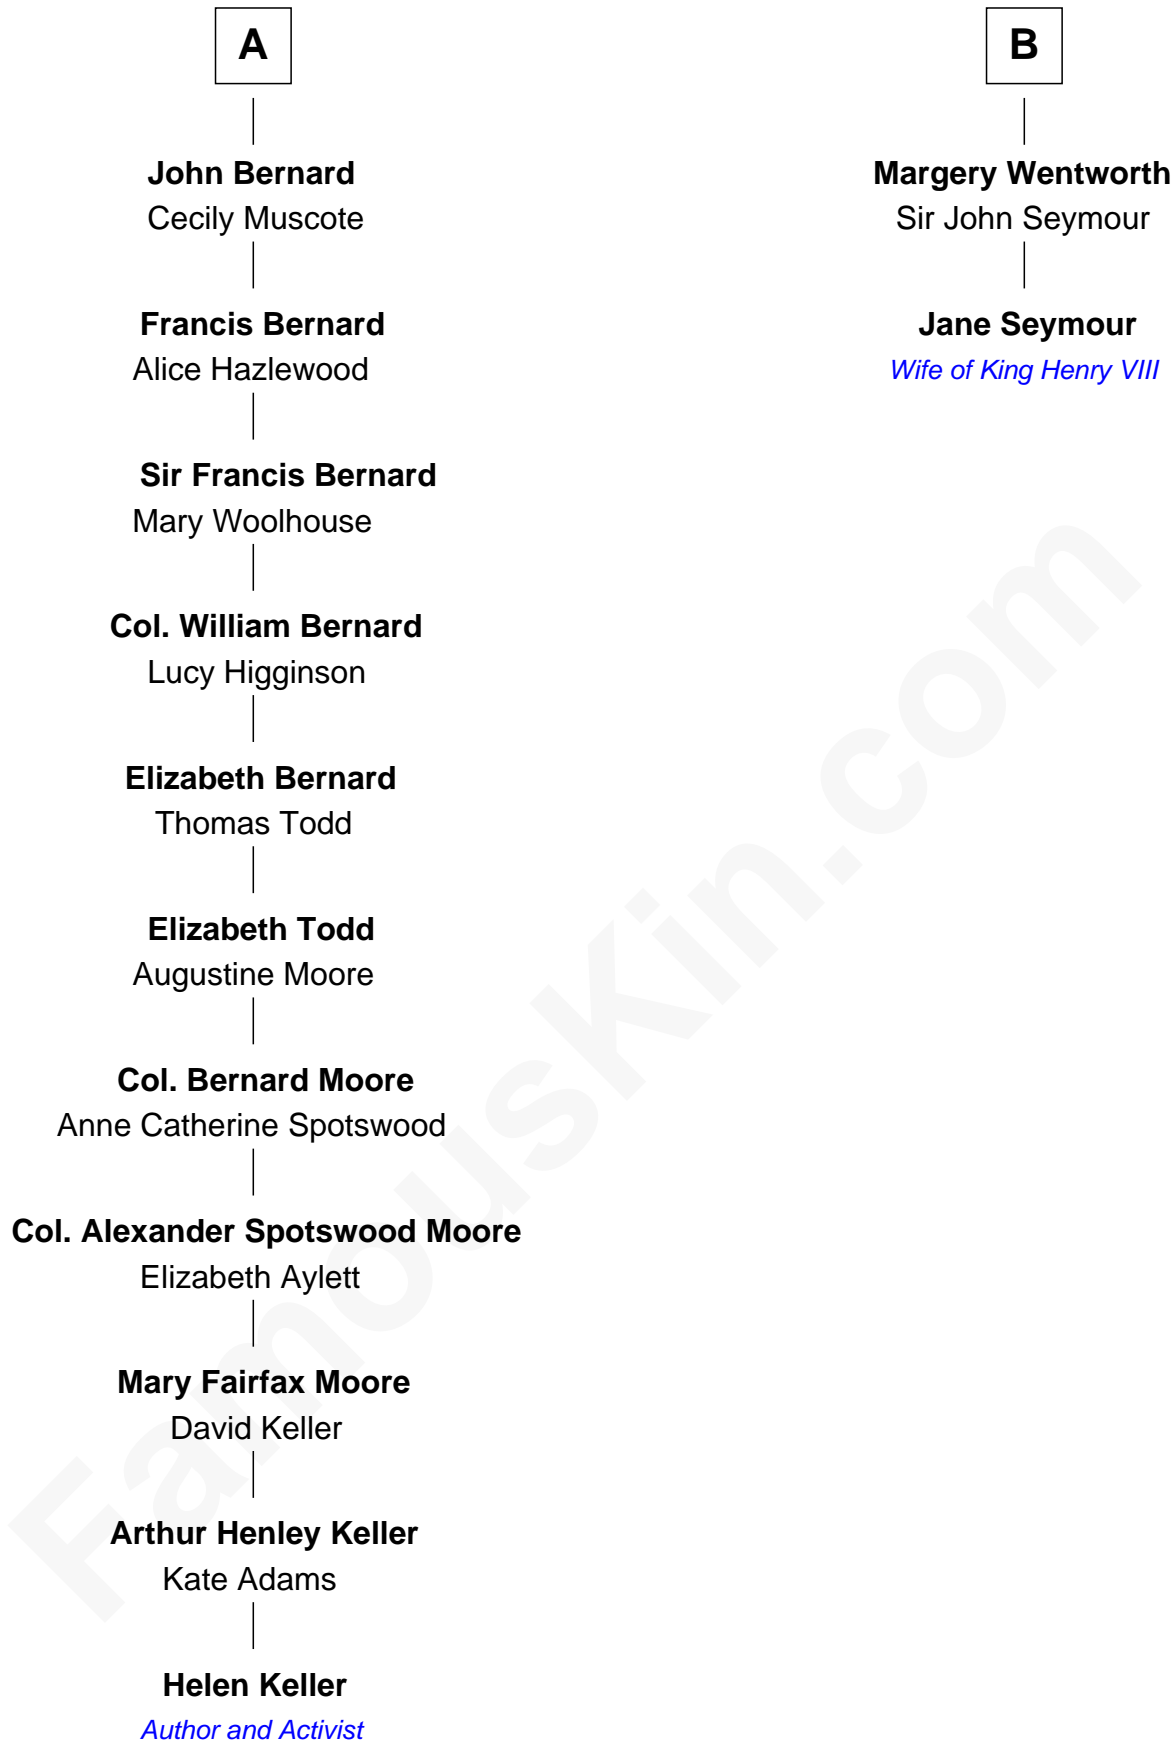 A
John Bernard
Cecily Muscote
Francis Bernard
Alice Hazlewood
Sir Francis Bernard
Mary Woolhouse
Col. William Bernard
Lucy Higginson
Elizabeth Bernard
Thomas Todd
Elizabeth Todd
Augustine Moore
Col. Bernard Moore
Anne Catherine Spotswood
Col. Alexander Spotswood Moore
Elizabeth Aylett
Mary Fairfax Moore
David Keller
Arthur Henley Keller
Kate Adams
Helen Keller
Author and Activist
B
Margery Wentworth
Sir John Seymour
Jane Seymour
Wife of King Henry VIII
FamousKin.com